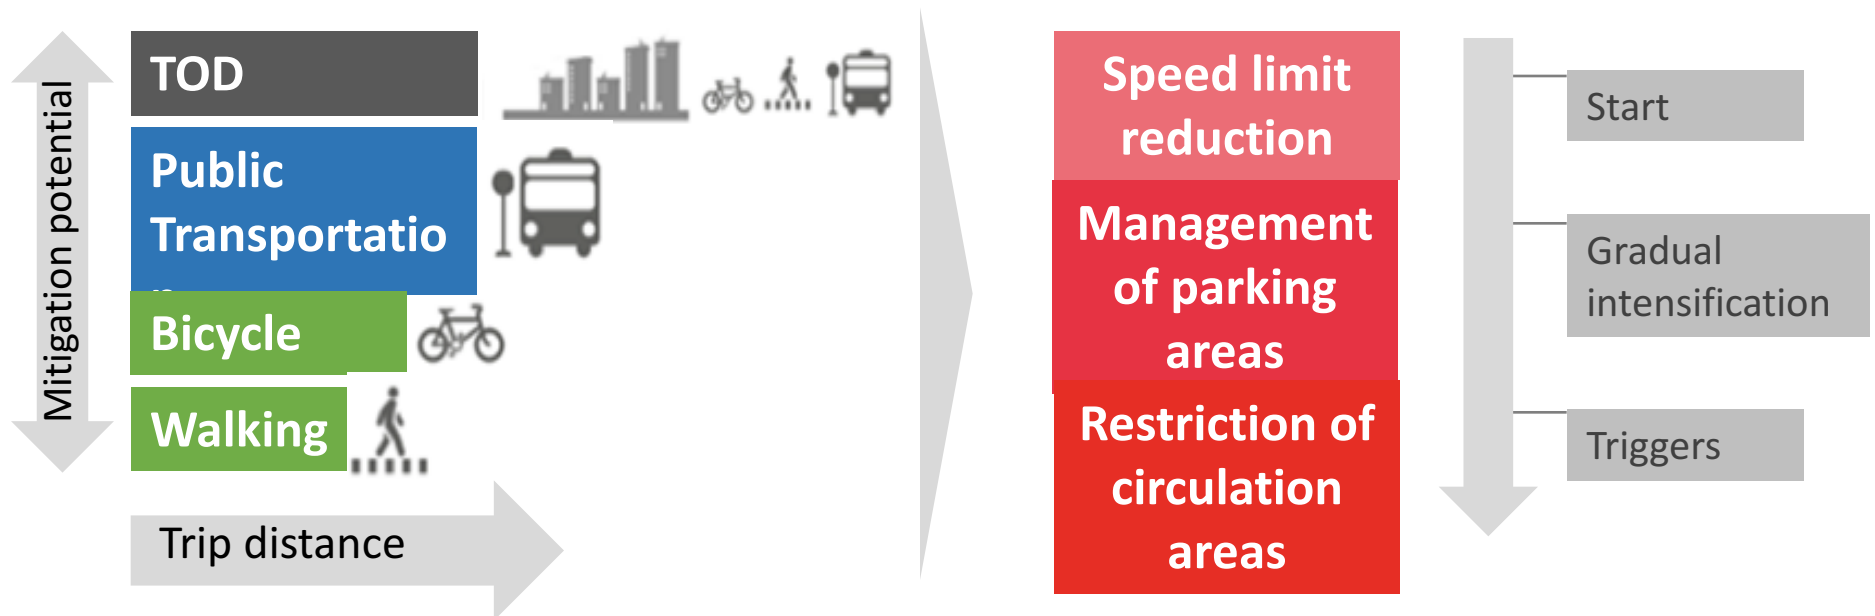 Mitigation potential
TOD
Public
Transportatio
n
Bicycle
Walking
Trip distance
Speed limit
reduction
Management
of parking
areas
Restriction of
circulation
areas
Start
Gradual
intensification
Triggers